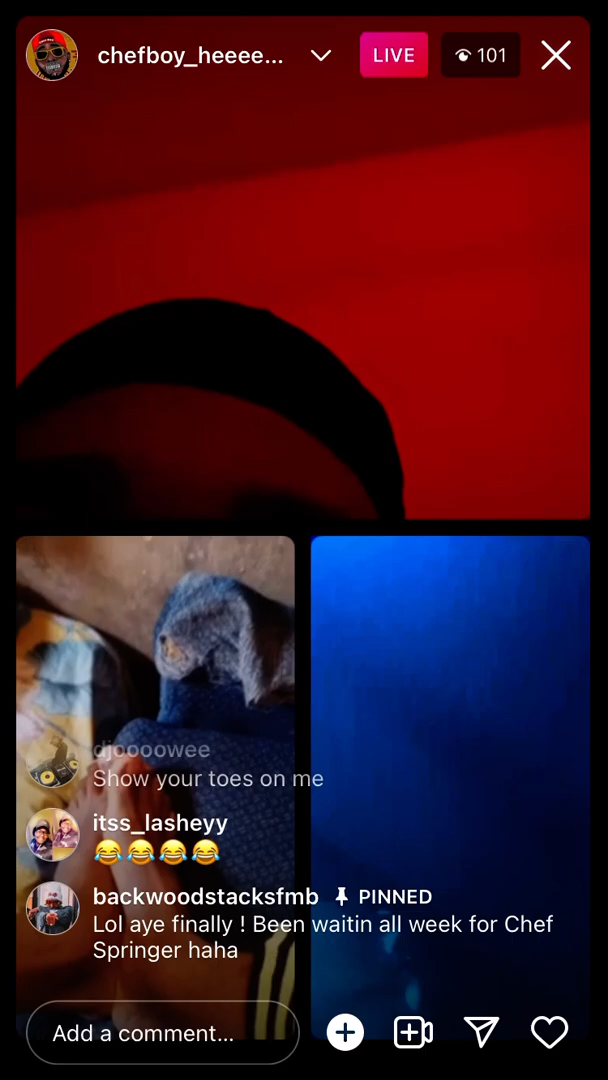 chefboy_heeee...
LIVE
101
djoooowee
Show your toes on me
itss_lasheyy
😂😂😂😂
backwoodstacksfmb PINNED
Lol aye finally ! Been waitin all week for Chef
Springer haha
Add a comment...